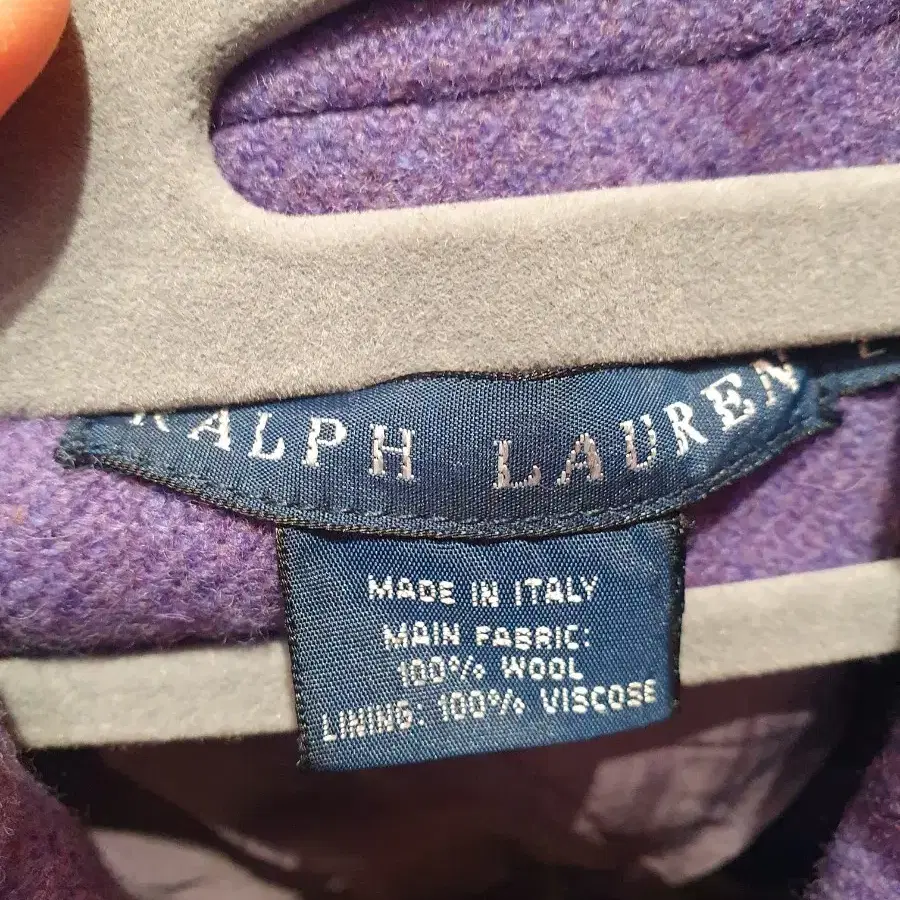 RALPH LAUREN
MADE IN ITALY
MAIN FABRIC:
100% WOOL
LINING: 100% VISCOSE